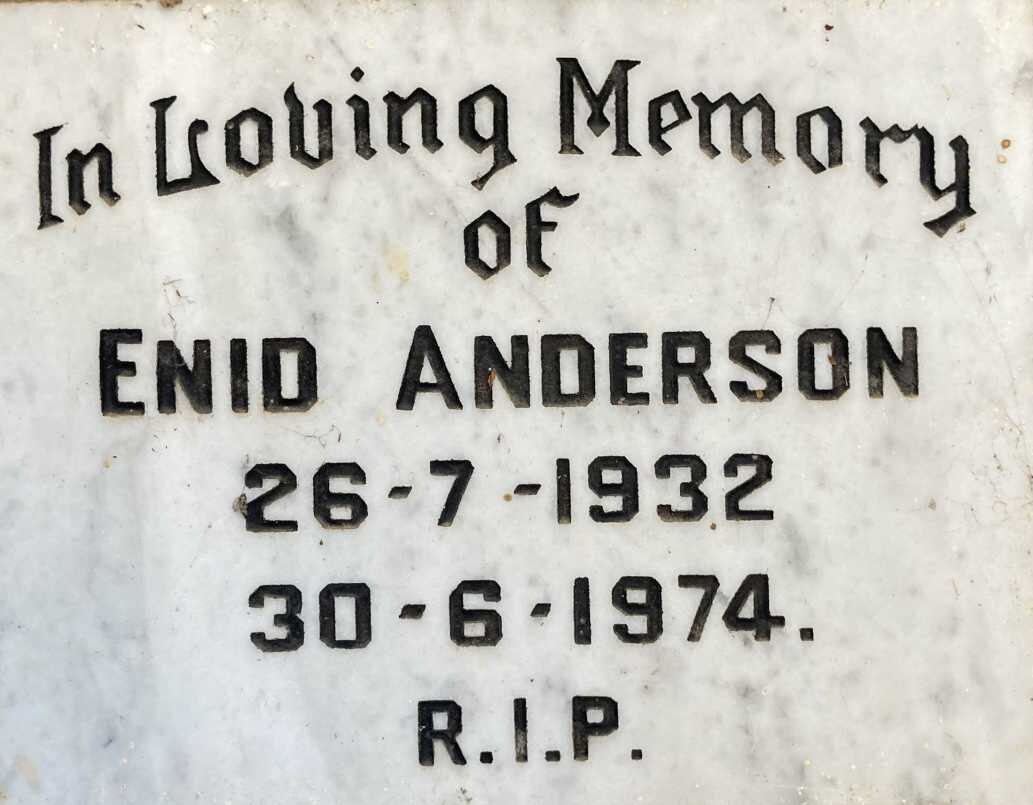 In Loving Memory
of
ENID ANDERSON
26-7-1932
30-6-1974.
R.I.P.